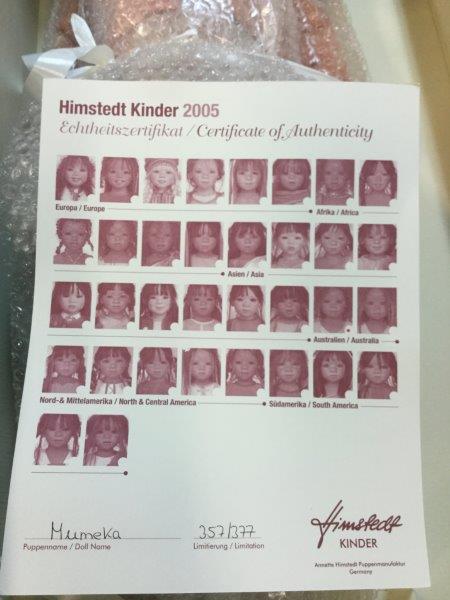 Himstedt Kinder 2005
Echtheitszertifikat / Certificate of Authenticity
Europa / Europe
Afrika / Africa
Asien / Asia
Australien / Australia
Nord-& Mittelamerika / North & Central America
Südamerika / South America
Mumeka
357/377
Puppenname / Doll Name
Limitierung / Limitation
Himstedt
KINDER
Annette Himstedt Puppenmanufaktur
Germany